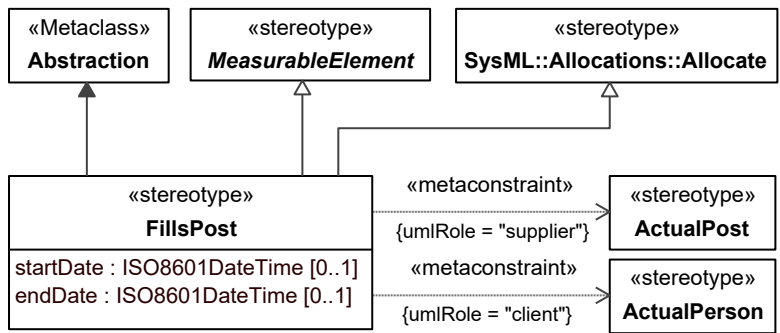 «Metaclass»
Abstraction
«stereotype»
MeasurableElement
«stereotype»
SysML::Allocations::Allocate
«stereotype»
FillsPost
startDate : ISO8601DateTime [0..1]
endDate : ISO8601DateTime [0..1]
«metaconstraint»
{umlRole = "supplier"}
«stereotype»
ActualPost
«metaconstraint»
{umlRole = "client"}
«stereotype»
ActualPerson